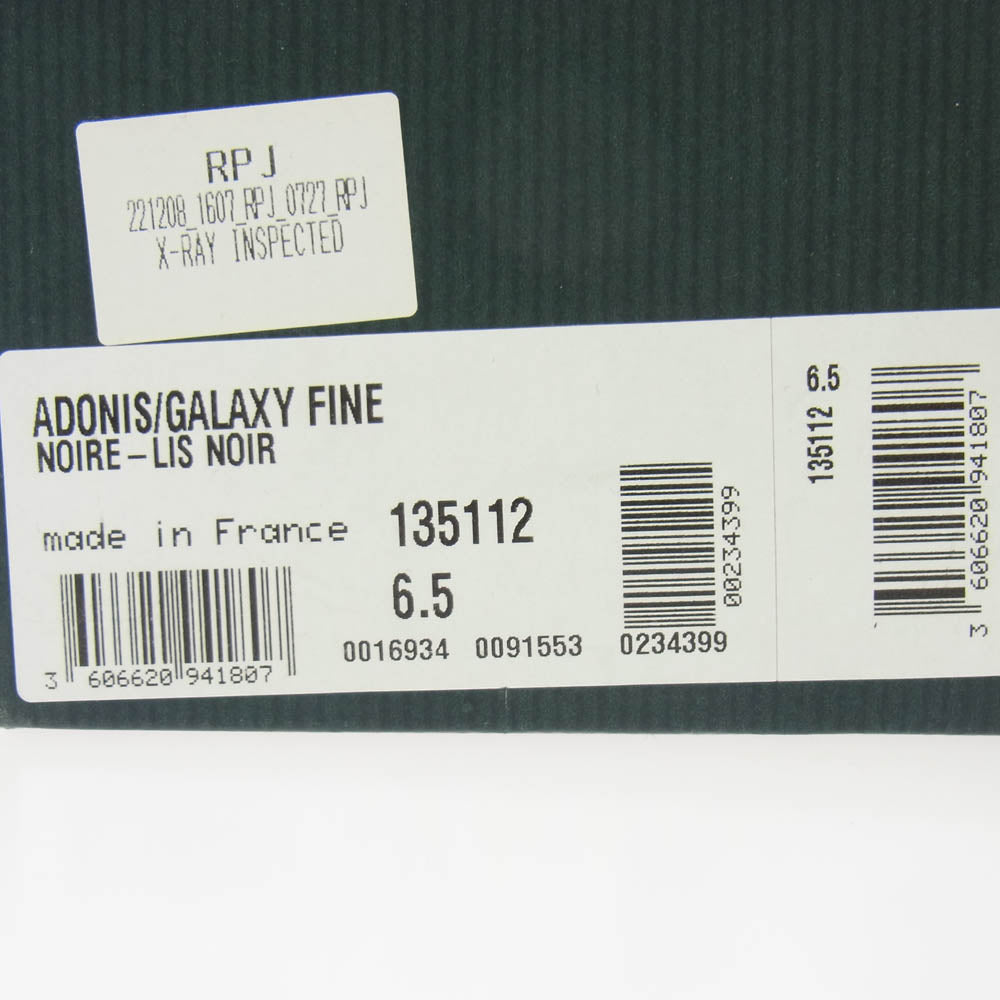 RPJ
221208_1607_RPJ_0727_RPJ
X-RAY INSPECTED
ADONIS/GALAXY FINE
NOIRE-LIS NOIR
made in France
135112
6.5
0016934 0091553 0234399
3 606620 941807
00234399
6.5
135112
3 606620 941807